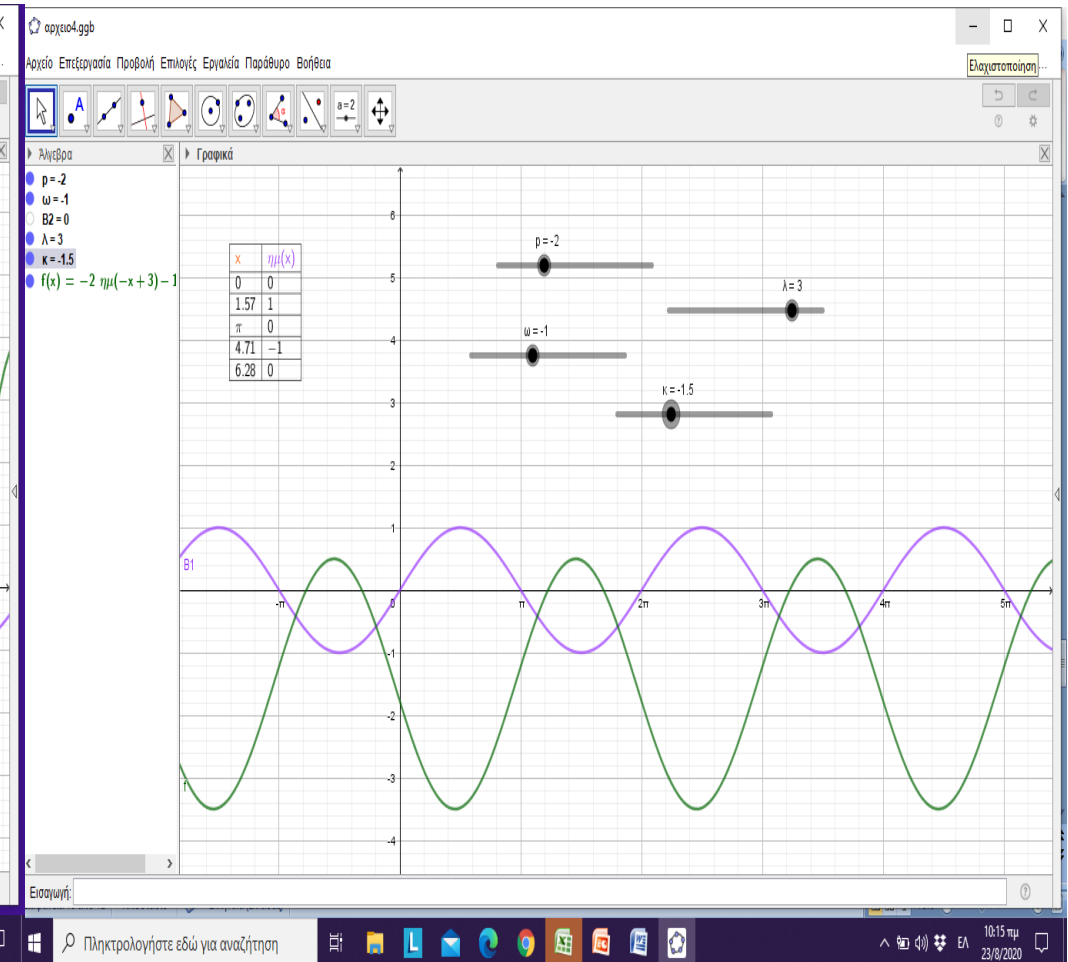 αρχειο4.ggb
Αρχείο Επεξεργασία Προβολή Επιλογές Εργαλεία Παράθυρο Βοήθεια
Ελαχιστοποίηση
a = 2
Άλγεβρα
Γραφικά
p = -2
ω = -1
B2 = 0
λ = 3
κ = -1.5
f(x) = −2 ημ(−x + 3) − 1
x ημ(x)
0 0
1.57 1
π 0
4.71 −1
6.28 0
p = -2
λ = 3
ω = -1
κ = -1.5
6
5
4
3
2
1
-1
-2
-3
-4
-π 0 π 2π 3π 4π 5π
B1
f
Εισαγωγή:
Πληκτρολογήστε εδώ για αναζήτηση
ΕΛ
10:15 πμ
23/8/2020